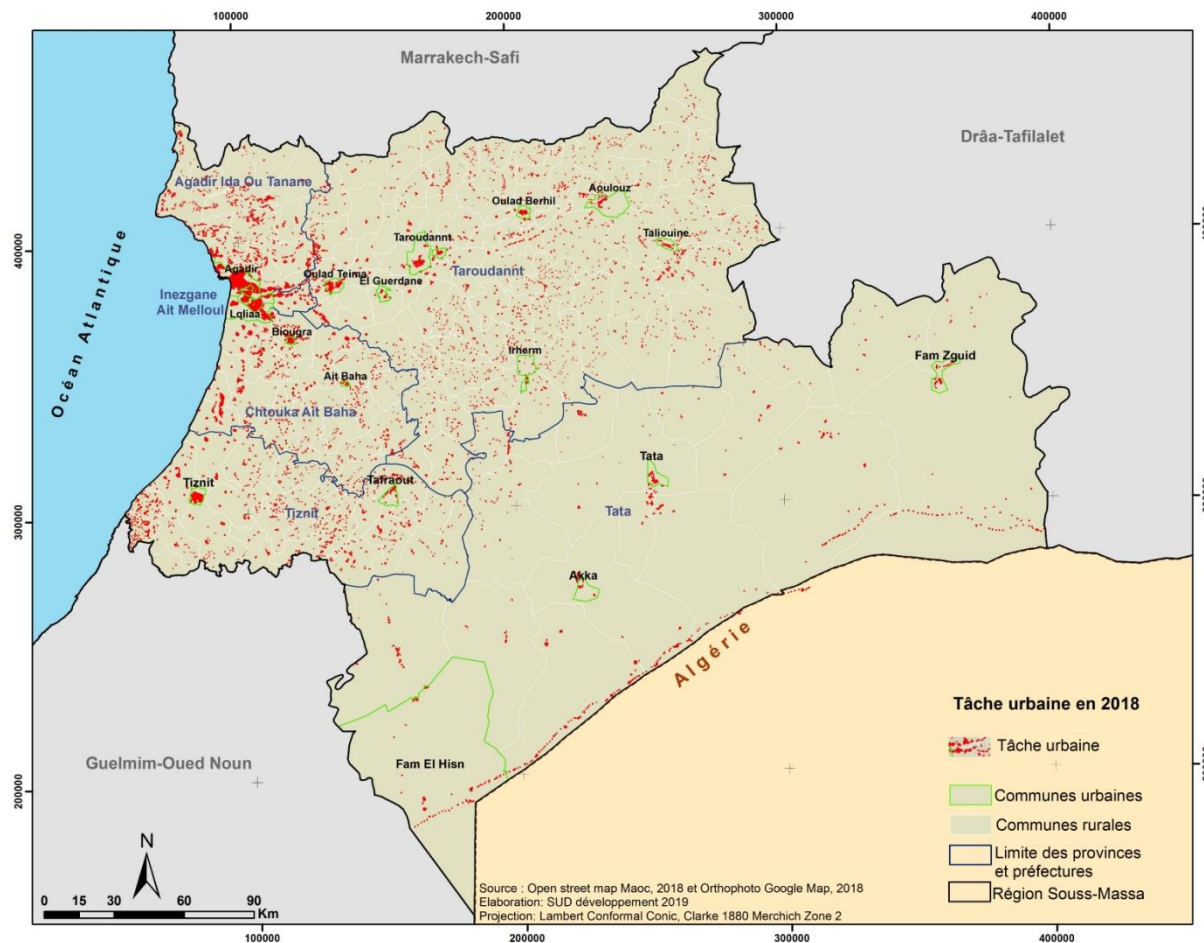 100000
200000
300000
400000
Marrakech-Safi
Drâa-Tafilalet
Agadir Ida Ou Tanane
Oulad Berhil
Aoulouz
Taroudannt
Taliouine
400000
Océan Atlantique
Agadir
Oulad Teima
El Guerdane
Taroudannt
Inezgane
Ait Melloul
Lqliaa
Biougra
Irherm
Fam Zguid
Ait Baha
Chtouka Ait Baha
Tata
Tiznit
Tafraout
Tiznit
Tata
300000
Akka
Algérie
Tâche urbaine en 2018
Tâche urbaine
Guelmim-Oued Noun
Fam El Hisn
200000
Communes urbaines
Communes rurales
Limite des provinces
et préfectures
Région Souss-Massa
N
0 15 30 60 90
Km
Source : Open street map Maoc, 2018 et Orthophoto Google Map, 2018
Elaboration: SUD développement 2019
Projection: Lambert Conformal Conic, Clarke 1880 Merchich Zone 2
100000
200000
300000
400000